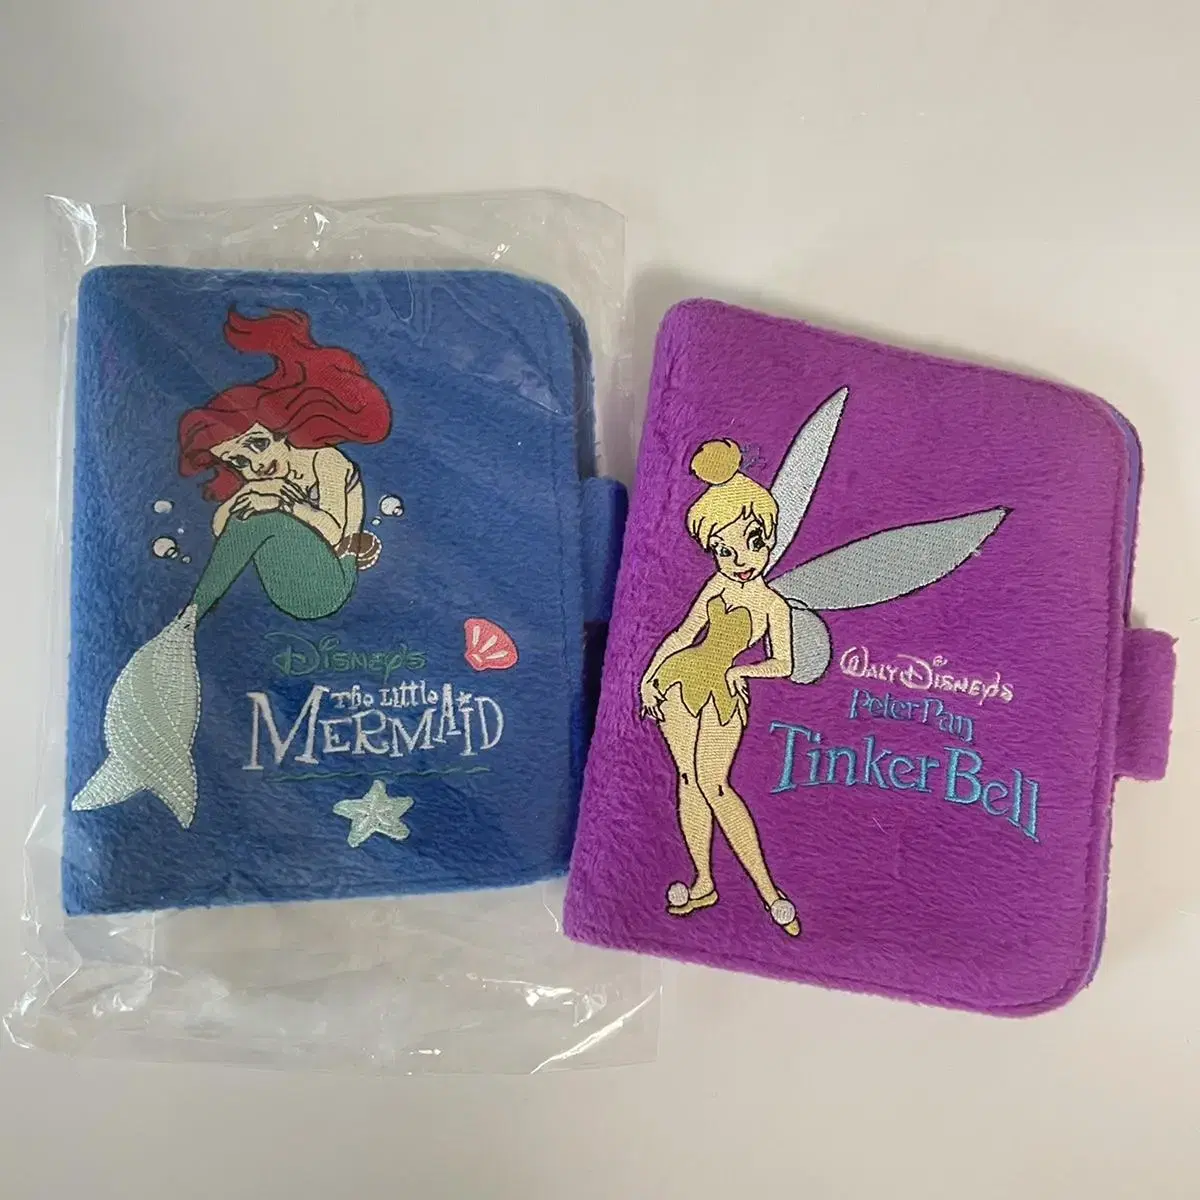 Disney's
The Little
Mermaid
Walt Disney's
Peter Pan
Tinker Bell